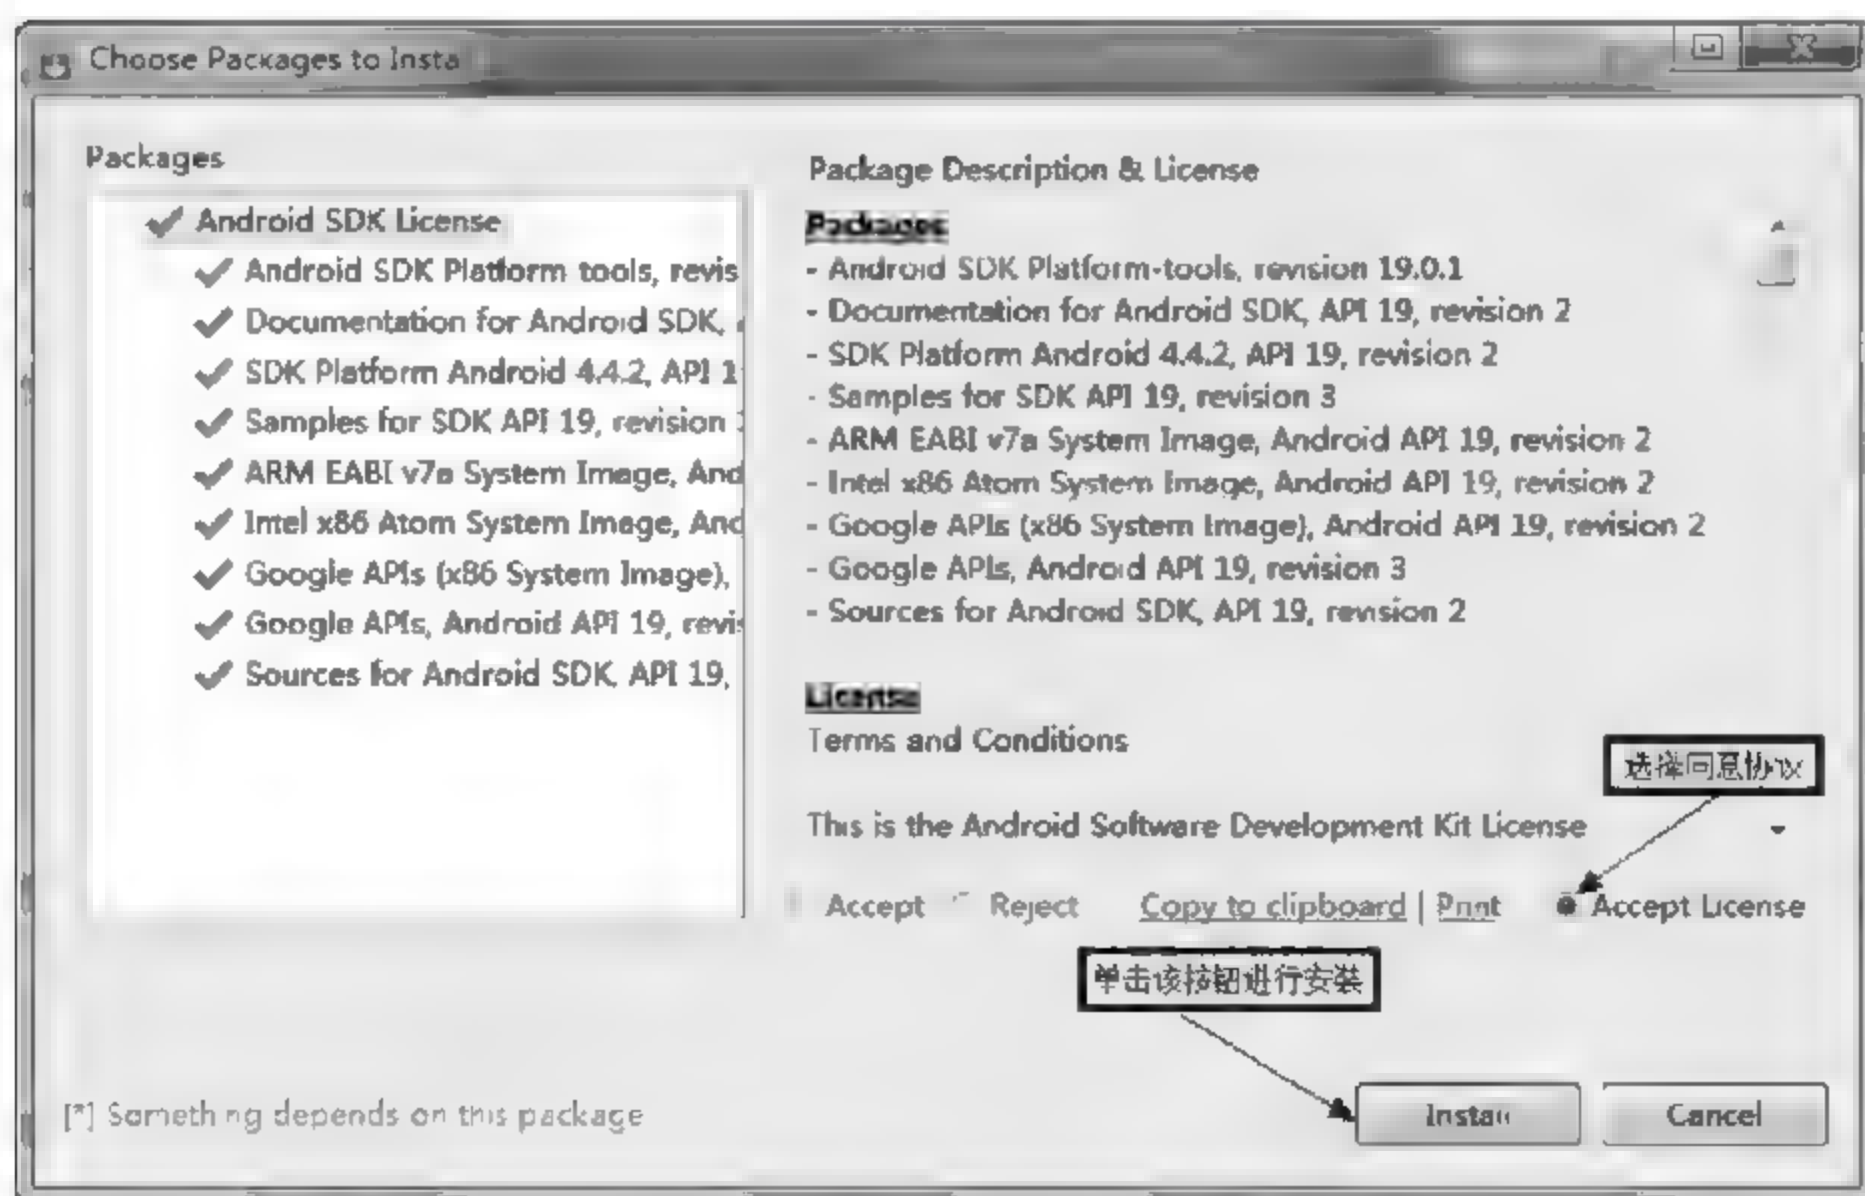 Choose Packages to Insta
Packages
Android SDK License
Android SDK Platform tools, revis
Documentation for Android SDK,
SDK Platform Android 4.4.2, API 1
Samples for SDK API 19, revision
ARM EABI v7a System Image, And
Intel x86 Atom System Image, And
Google APIs (x86 System Image),
Google APIs, Android API 19, revis
Sources for Android SDK, API 19,
Package Description & License
Packages
- Android SDK Platform-tools, revision 19.0.1
- Documentation for Android SDK, API 19, revision 2
- SDK Platform Android 4.4.2, API 19, revision 2
- Samples for SDK API 19, revision 3
- ARM EABI v7a System Image, Android API 19, revision 2
- Intel x86 Atom System Image, Android API 19, revision 2
- Google APIs (x86 System Image), Android API 19, revision 2
- Google APIs, Android API 19, revision 3
- Sources for Android SDK, API 19, revision 2
License
Terms and Conditions
选择同意协议
This is the Android Software Development Kit License
Accept Reject Copy to clipboard | Print Accept License
单击该按钮进行安装
[*] Something depends on this package
Install Cancel